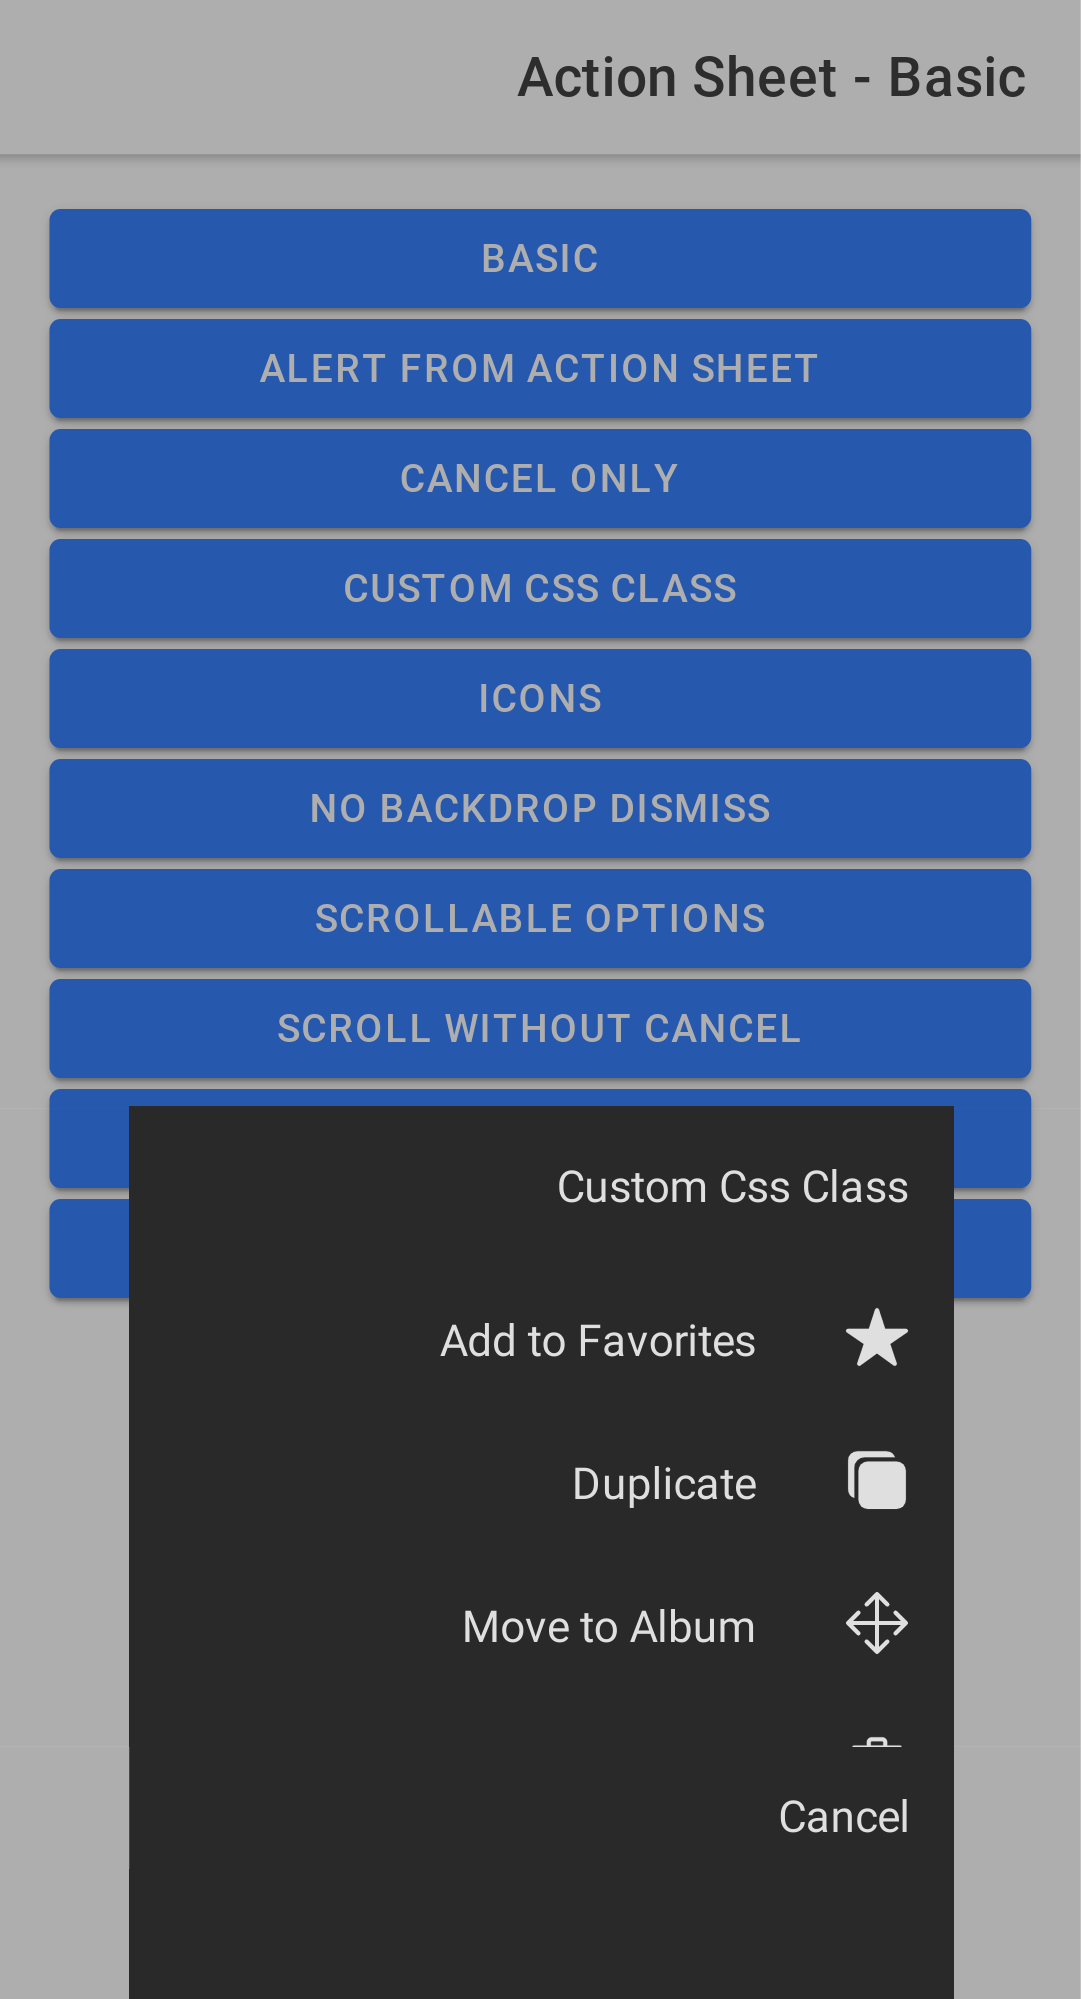 Action Sheet - Basic
BASIC
ALERT FROM ACTION SHEET
CANCEL ONLY
CUSTOM CSS CLASS
ICONS
NO BACKDROP DISMISS
SCROLLABLE OPTIONS
SCROLL WITHOUT CANCEL
Custom Css Class
Add to Favorites
Duplicate
Move to Album
Cancel